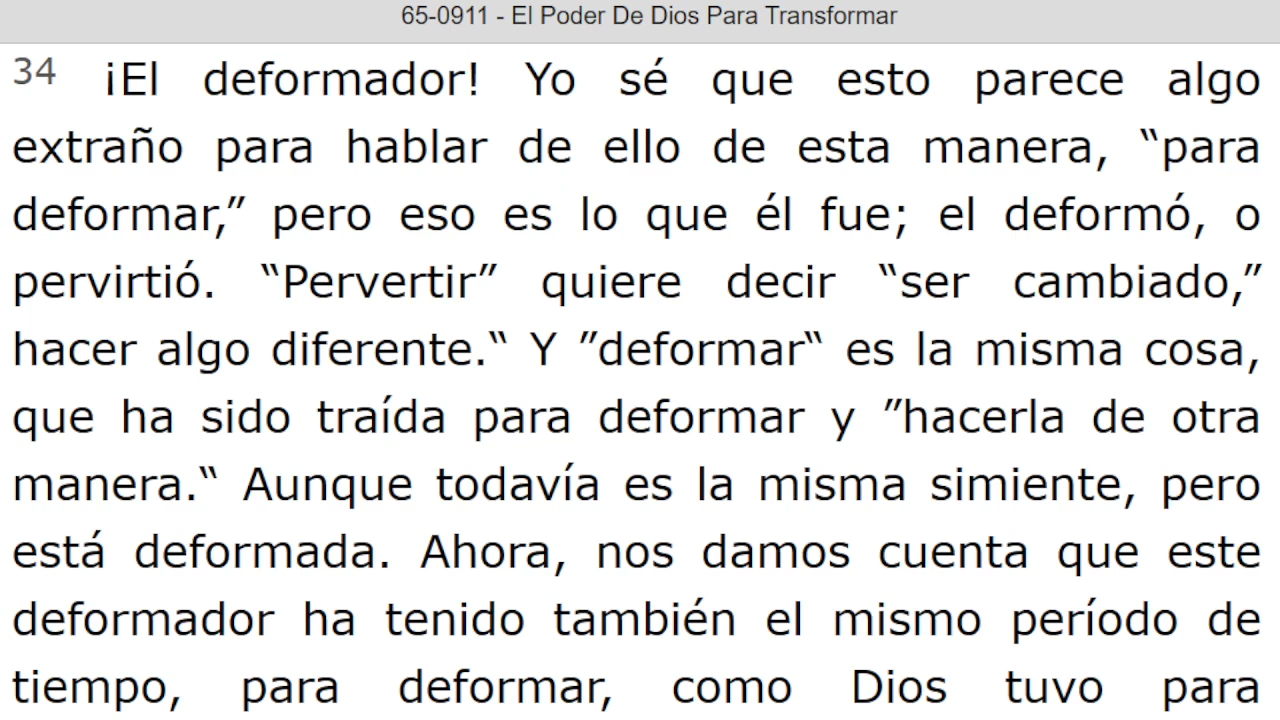 65-0911 - El Poder De Dios Para Transformar
34 ¡El deformador! Yo sé que esto parece algo
extraño para hablar de ello de esta manera, “para
deformar,” pero eso es lo que él fue; el deformó, o
pervirtió. “Pervertir” quiere decir “ser cambiado,”
hacer algo diferente.“ Y ”deformar“ es la misma cosa,
que ha sido traída para deformar y ”hacerla de otra
manera.“ Aunque todavía es la misma simiente, pero
está deformada. Ahora, nos damos cuenta que este
deformador ha tenido también el mismo período de
tiempo, para deformar, como Dios tuvo para